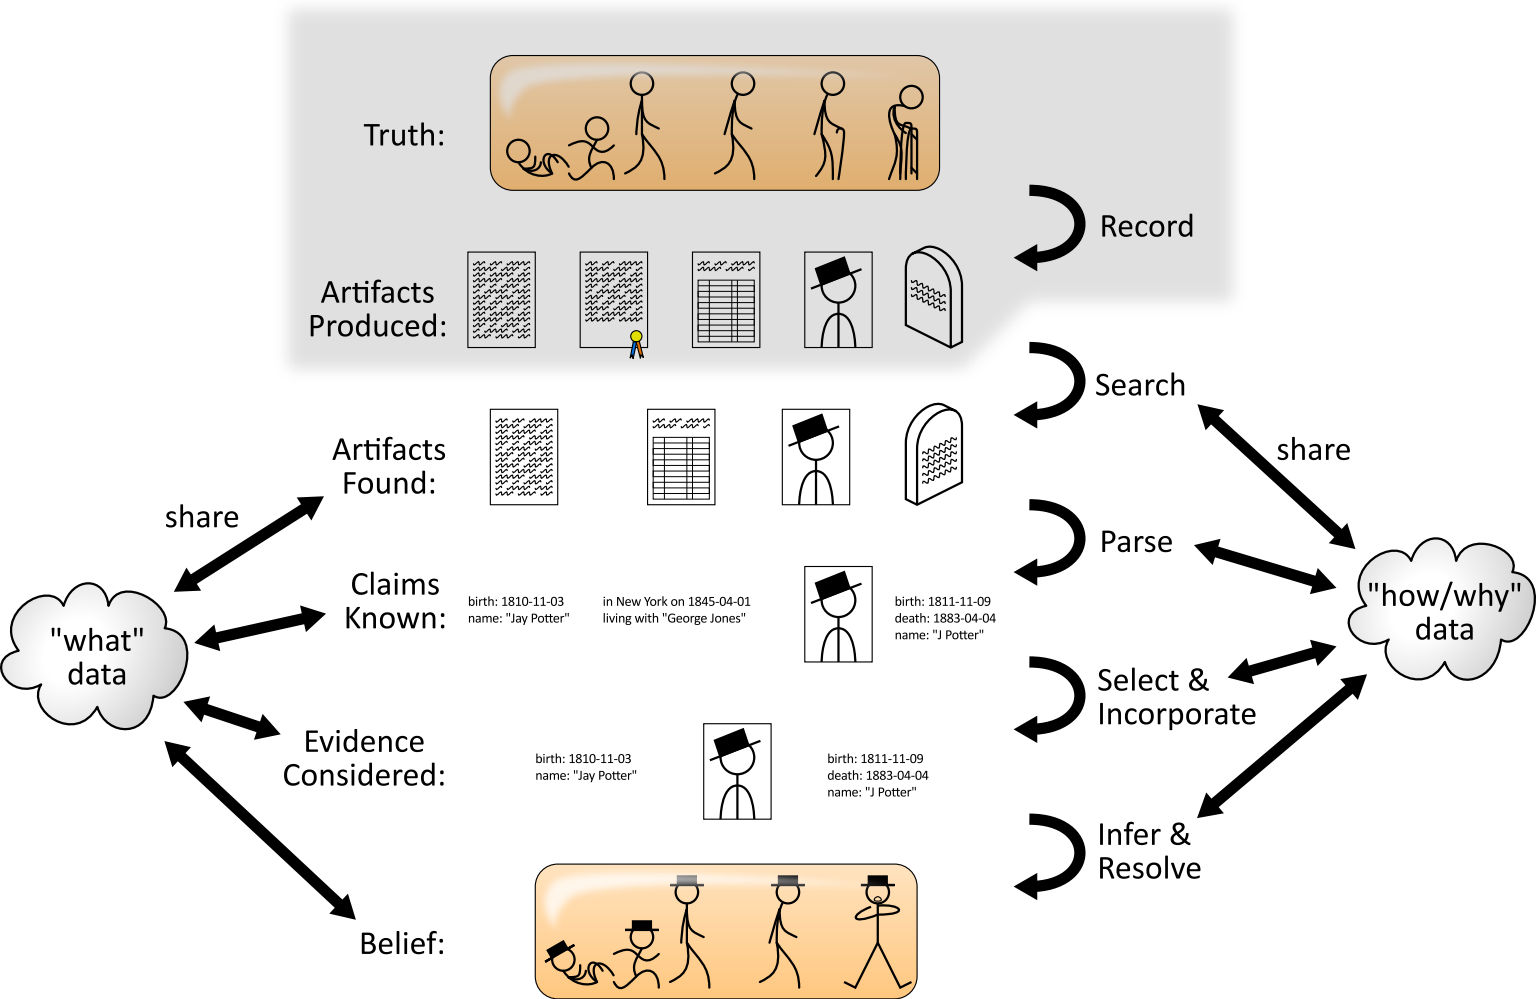 Truth:
Record
Artifacts
Produced:
Search
Artifacts
Found:
share
share
Parse
Claims
Known:
birth: 1810-11-03
name: "Jay Potter"
in New York on 1845-04-01
living with "George Jones"
birth: 1811-11-09
death: 1883-04-04
name: "J Potter"
"what"
data
"how/why"
data
Select &
Incorporate
Evidence
Considered:
birth: 1810-11-03
name: "Jay Potter"
birth: 1811-11-09
death: 1883-04-04
name: "J Potter"
Infer &
Resolve
Belief: